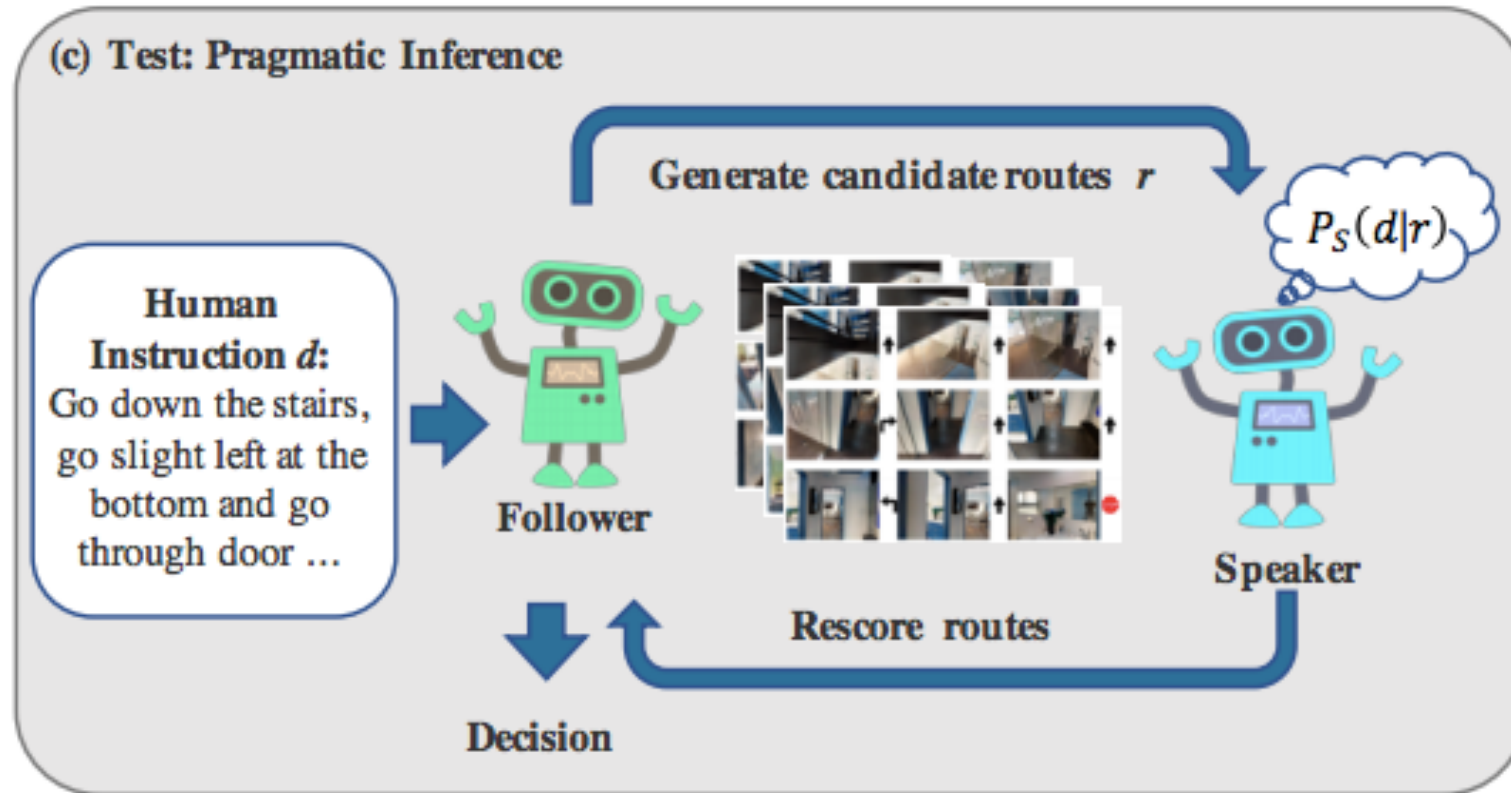 (c) Test: Pragmatic Inference
Generate candidate routes r
P_S(d|r)
Human
Instruction d:
Go down the stairs,
go slight left at the
bottom and go
through door ...
Follower
Speaker
Rescore routes
Decision